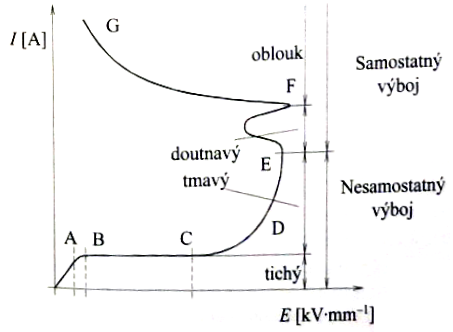 I [A]
G
oblouk
Samostatný
výboj
F
doutnavý
E
tmavý
Nesamostatný
výboj
D
A
B
C
tichý
E [kV·mm⁻¹]